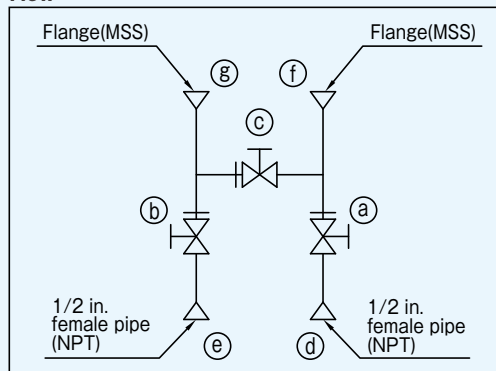 Flange(MSS)
Flange(MSS)
g
f
c
b
a
1/2 in.
female pipe
(NPT)
1/2 in.
female pipe
(NPT)
e
d